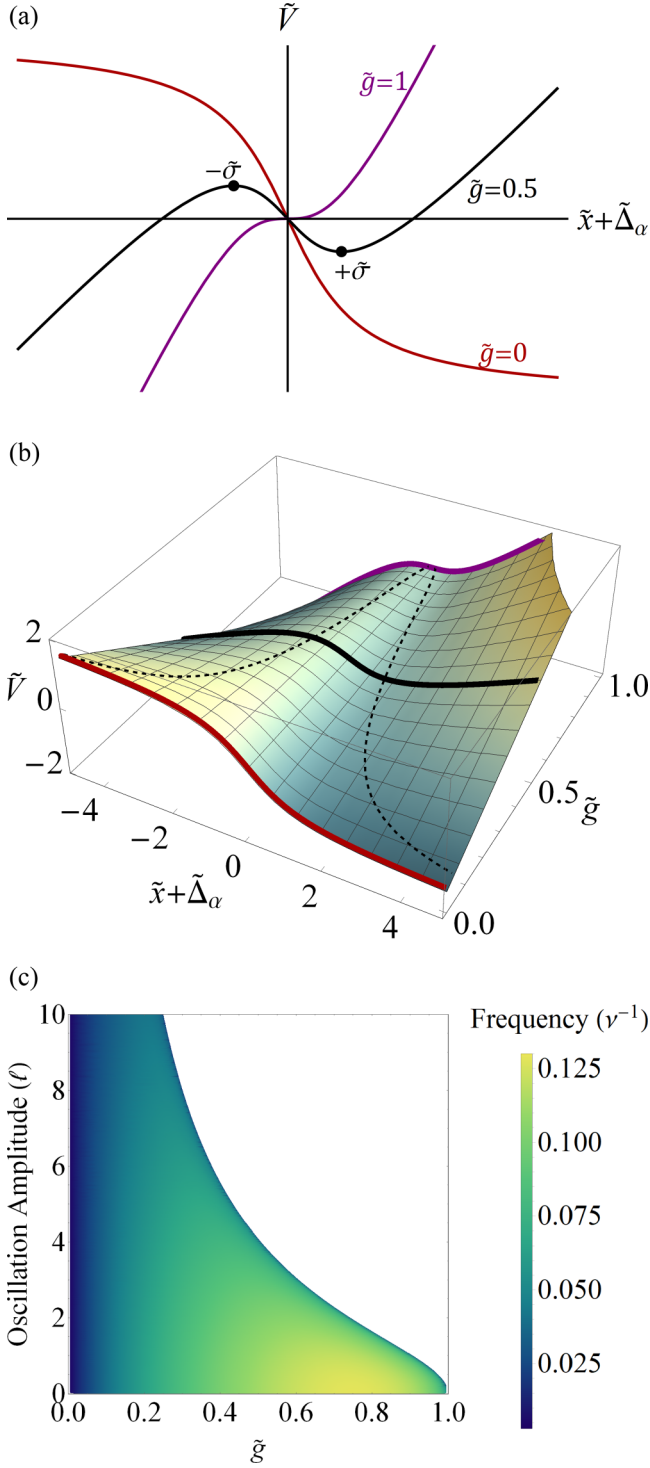 (a)
Ṽ
g̃=1
−σ̃
g̃=0.5
x̃+Δ̃α
+σ̃
g̃=0
(b)
2
Ṽ
0
−2
−4
−2
0
2
4
x̃+Δ̃α
0.0
0.5
1.0
g̃
(c)
Frequency (ν⁻¹)
10
8
6
4
2
0
Oscillation Amplitude (ℓ)
0.0 0.2 0.4 0.6 0.8 1.0
g̃
0.125
0.100
0.075
0.050
0.025